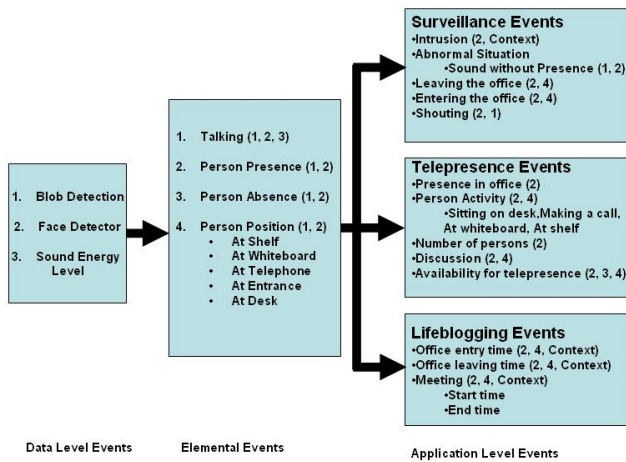 1. Blob Detection
2. Face Detector
3. Sound Energy
Level
1. Talking (1, 2, 3)
2. Person Presence (1, 2)
3. Person Absence (1, 2)
4. Person Position (1, 2)
• At Shelf
• At Whiteboard
• At Telephone
• At Entrance
• At Desk
Surveillance Events
•Intrusion (2, Context)
•Abnormal Situation
•Sound without Presence (1, 2)
•Leaving the office (2, 4)
•Entering the office (2, 4)
•Shouting (2, 1)
Telepresence Events
•Presence in office (2)
•Person Activity (2, 4)
•Sitting on desk,Making a call,
At whiteboard, At shelf
•Number of persons (2)
•Discussion (2, 4)
•Availability for telepresence (2, 3, 4)
Lifeblogging Events
•Office entry time (2, 4, Context)
•Office leaving time (2, 4, Context)
•Meeting (2, 4, Context)
•Start time
•End time
Data Level Events
Elemental Events
Application Level Events